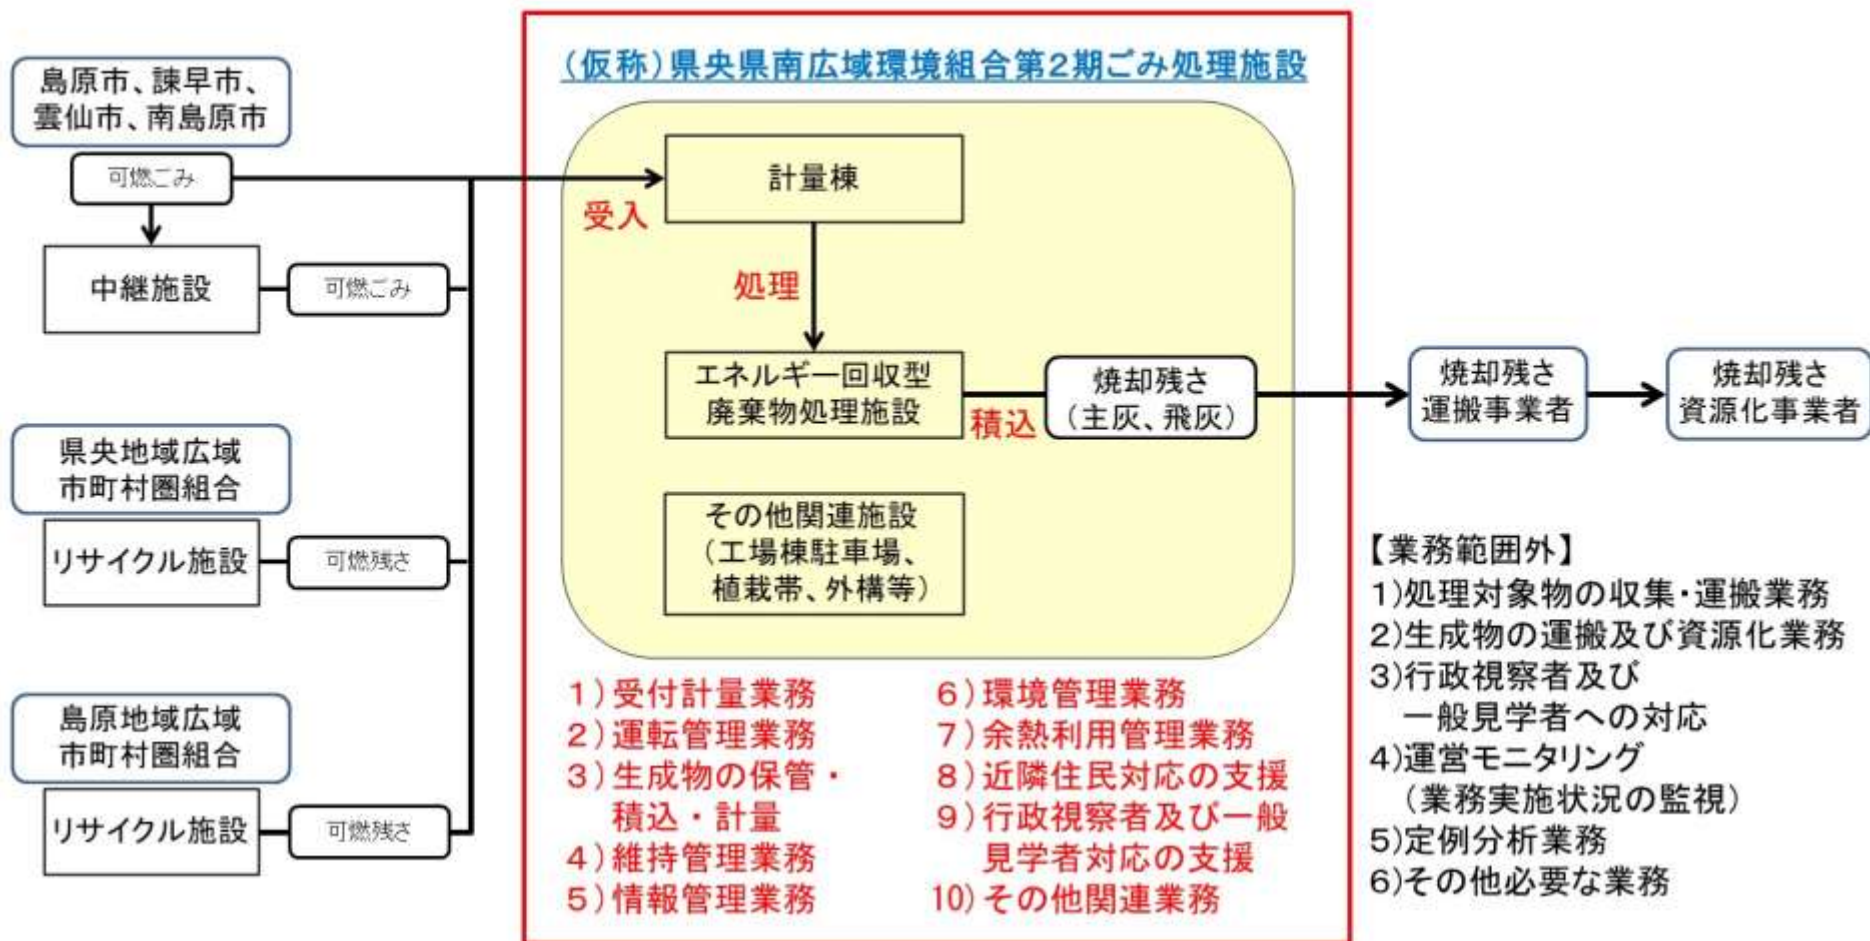 島原市、諫早市、
雲仙市、南島原市
可燃ごみ
中継施設
可燃ごみ
県央地域広域
市町村圏組合
リサイクル施設
可燃残さ
島原地域広域
市町村圏組合
リサイクル施設
可燃残さ
(仮称)県央県南広域環境組合第2期ごみ処理施設
計量棟
受入
処理
エネルギー回収型
廃棄物処理施設
積込
焼却残さ
(主灰、飛灰)
その他関連施設
(工場棟駐車場、
植栽帯、外構等)
1)受付計量業務
2)運転管理業務
3)生成物の保管・
積込・計量
4)維持管理業務
5)情報管理業務
6)環境管理業務
7)余熱利用管理業務
8)近隣住民対応の支援
9)行政視察者及び一般
見学者対応の支援
10)その他関連業務
焼却残さ
運搬事業者
焼却残さ
資源化事業者
【業務範囲外】
1)処理対象物の収集・運搬業務
2)生成物の運搬及び資源化業務
3)行政視察者及び
一般見学者への対応
4)運営モニタリング
(業務実施状況の監視)
5)定例分析業務
6)その他必要な業務